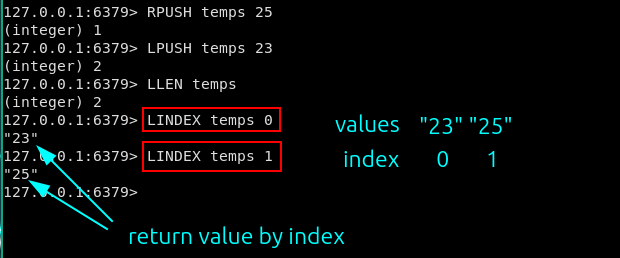 127.0.0.1:6379> RPUSH temps 25
(integer) 1
127.0.0.1:6379> LPUSH temps 23
(integer) 2
127.0.0.1:6379> LLEN temps
(integer) 2
127.0.0.1:6379> LINDEX temps 0
"23"
127.0.0.1:6379> LINDEX temps 1
"25"
127.0.0.1:6379>
values "23" "25"
index 0 1
return value by index